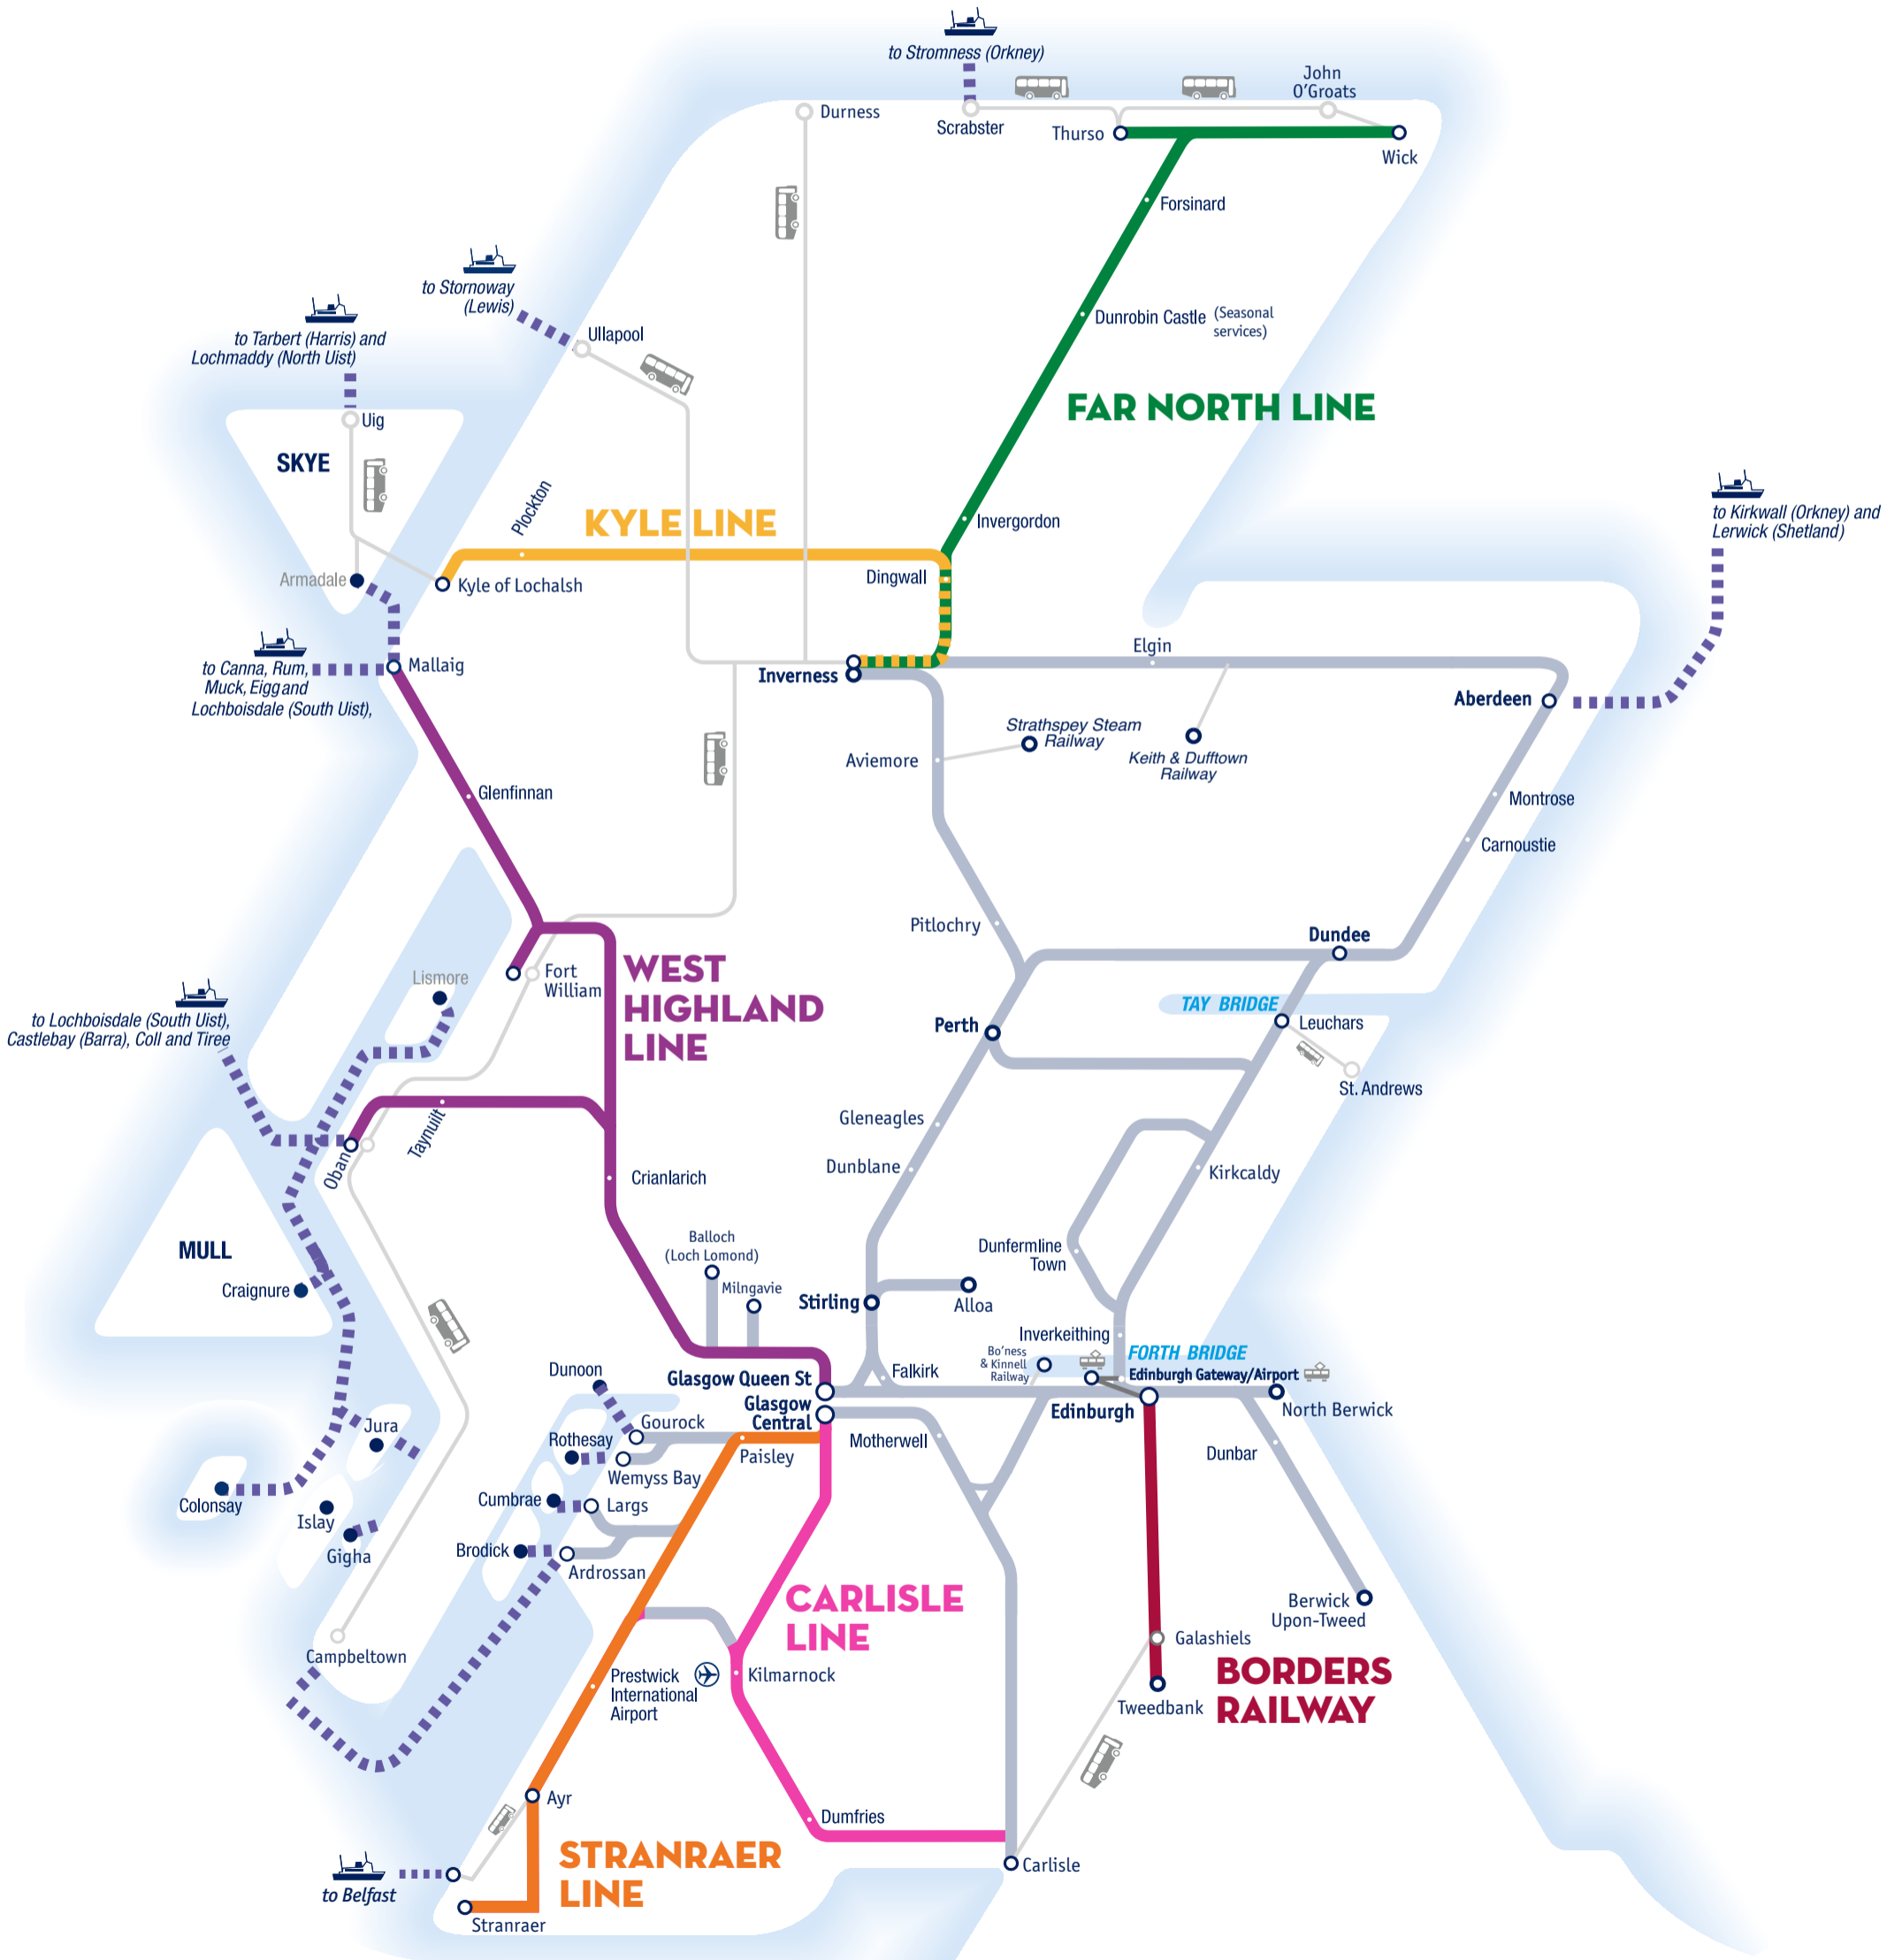 to Stromness (Orkney)
John
O'Groats
Durness
Scrabster
Thurso
Wick
Forsinard
to Stornoway
(Lewis)
to Tarbert (Harris) and
Lochmaddy (North Uist)
Ullapool
Dunrobin Castle (Seasonal
services)
FAR NORTH LINE
Uig
SKYE
Plockton
KYLE LINE
Invergordon
to Kirkwall (Orkney) and
Lerwick (Shetland)
Armadale
Kyle of Lochalsh
Dingwall
Elgin
to Canna, Rum,
Muck, Eigg and
Lochboisdale (South Uist),
Mallaig
Inverness
Aberdeen
Strathspey Steam
Railway
Keith & Dufftown
Railway
Aviemore
Glenfinnan
Montrose
Carnoustie
Pitlochry
Dundee
WEST
HIGHLAND
LINE
Fort
William
Lismore
TAY BRIDGE
to Lochboisdale (South Uist),
Castlebay (Barra), Coll and Tiree
Perth
Leuchars
St. Andrews
Gleneagles
Taynuilt
Oban
Dunblane
Kirkcaldy
Crianlarich
MULL
Balloch
(Loch Lomond)
Milngavie
Dunfermline
Town
Craignure
Stirling
Alloa
Inverkeithing
Bo'ness
& Kinnell
Railway
FORTH BRIDGE
Edinburgh Gateway/Airport
Dunoon
Glasgow Queen St
Falkirk
Glasgow
Central
Edinburgh
North Berwick
Jura
Gourock
Rothesay
Paisley
Motherwell
Dunbar
Wemyss Bay
Colonsay
Islay
Cumbrae
Largs
Gigha
Brodick
Ardrossan
CARLISLE
LINE
Berwick
Upon-Tweed
Campbeltown
Galashiels
BORDERS
RAILWAY
Prestwick
International
Airport
Kilmarnock
Tweedbank
Ayr
Dumfries
STRANRAER
LINE
Carlisle
to Belfast
Stranraer